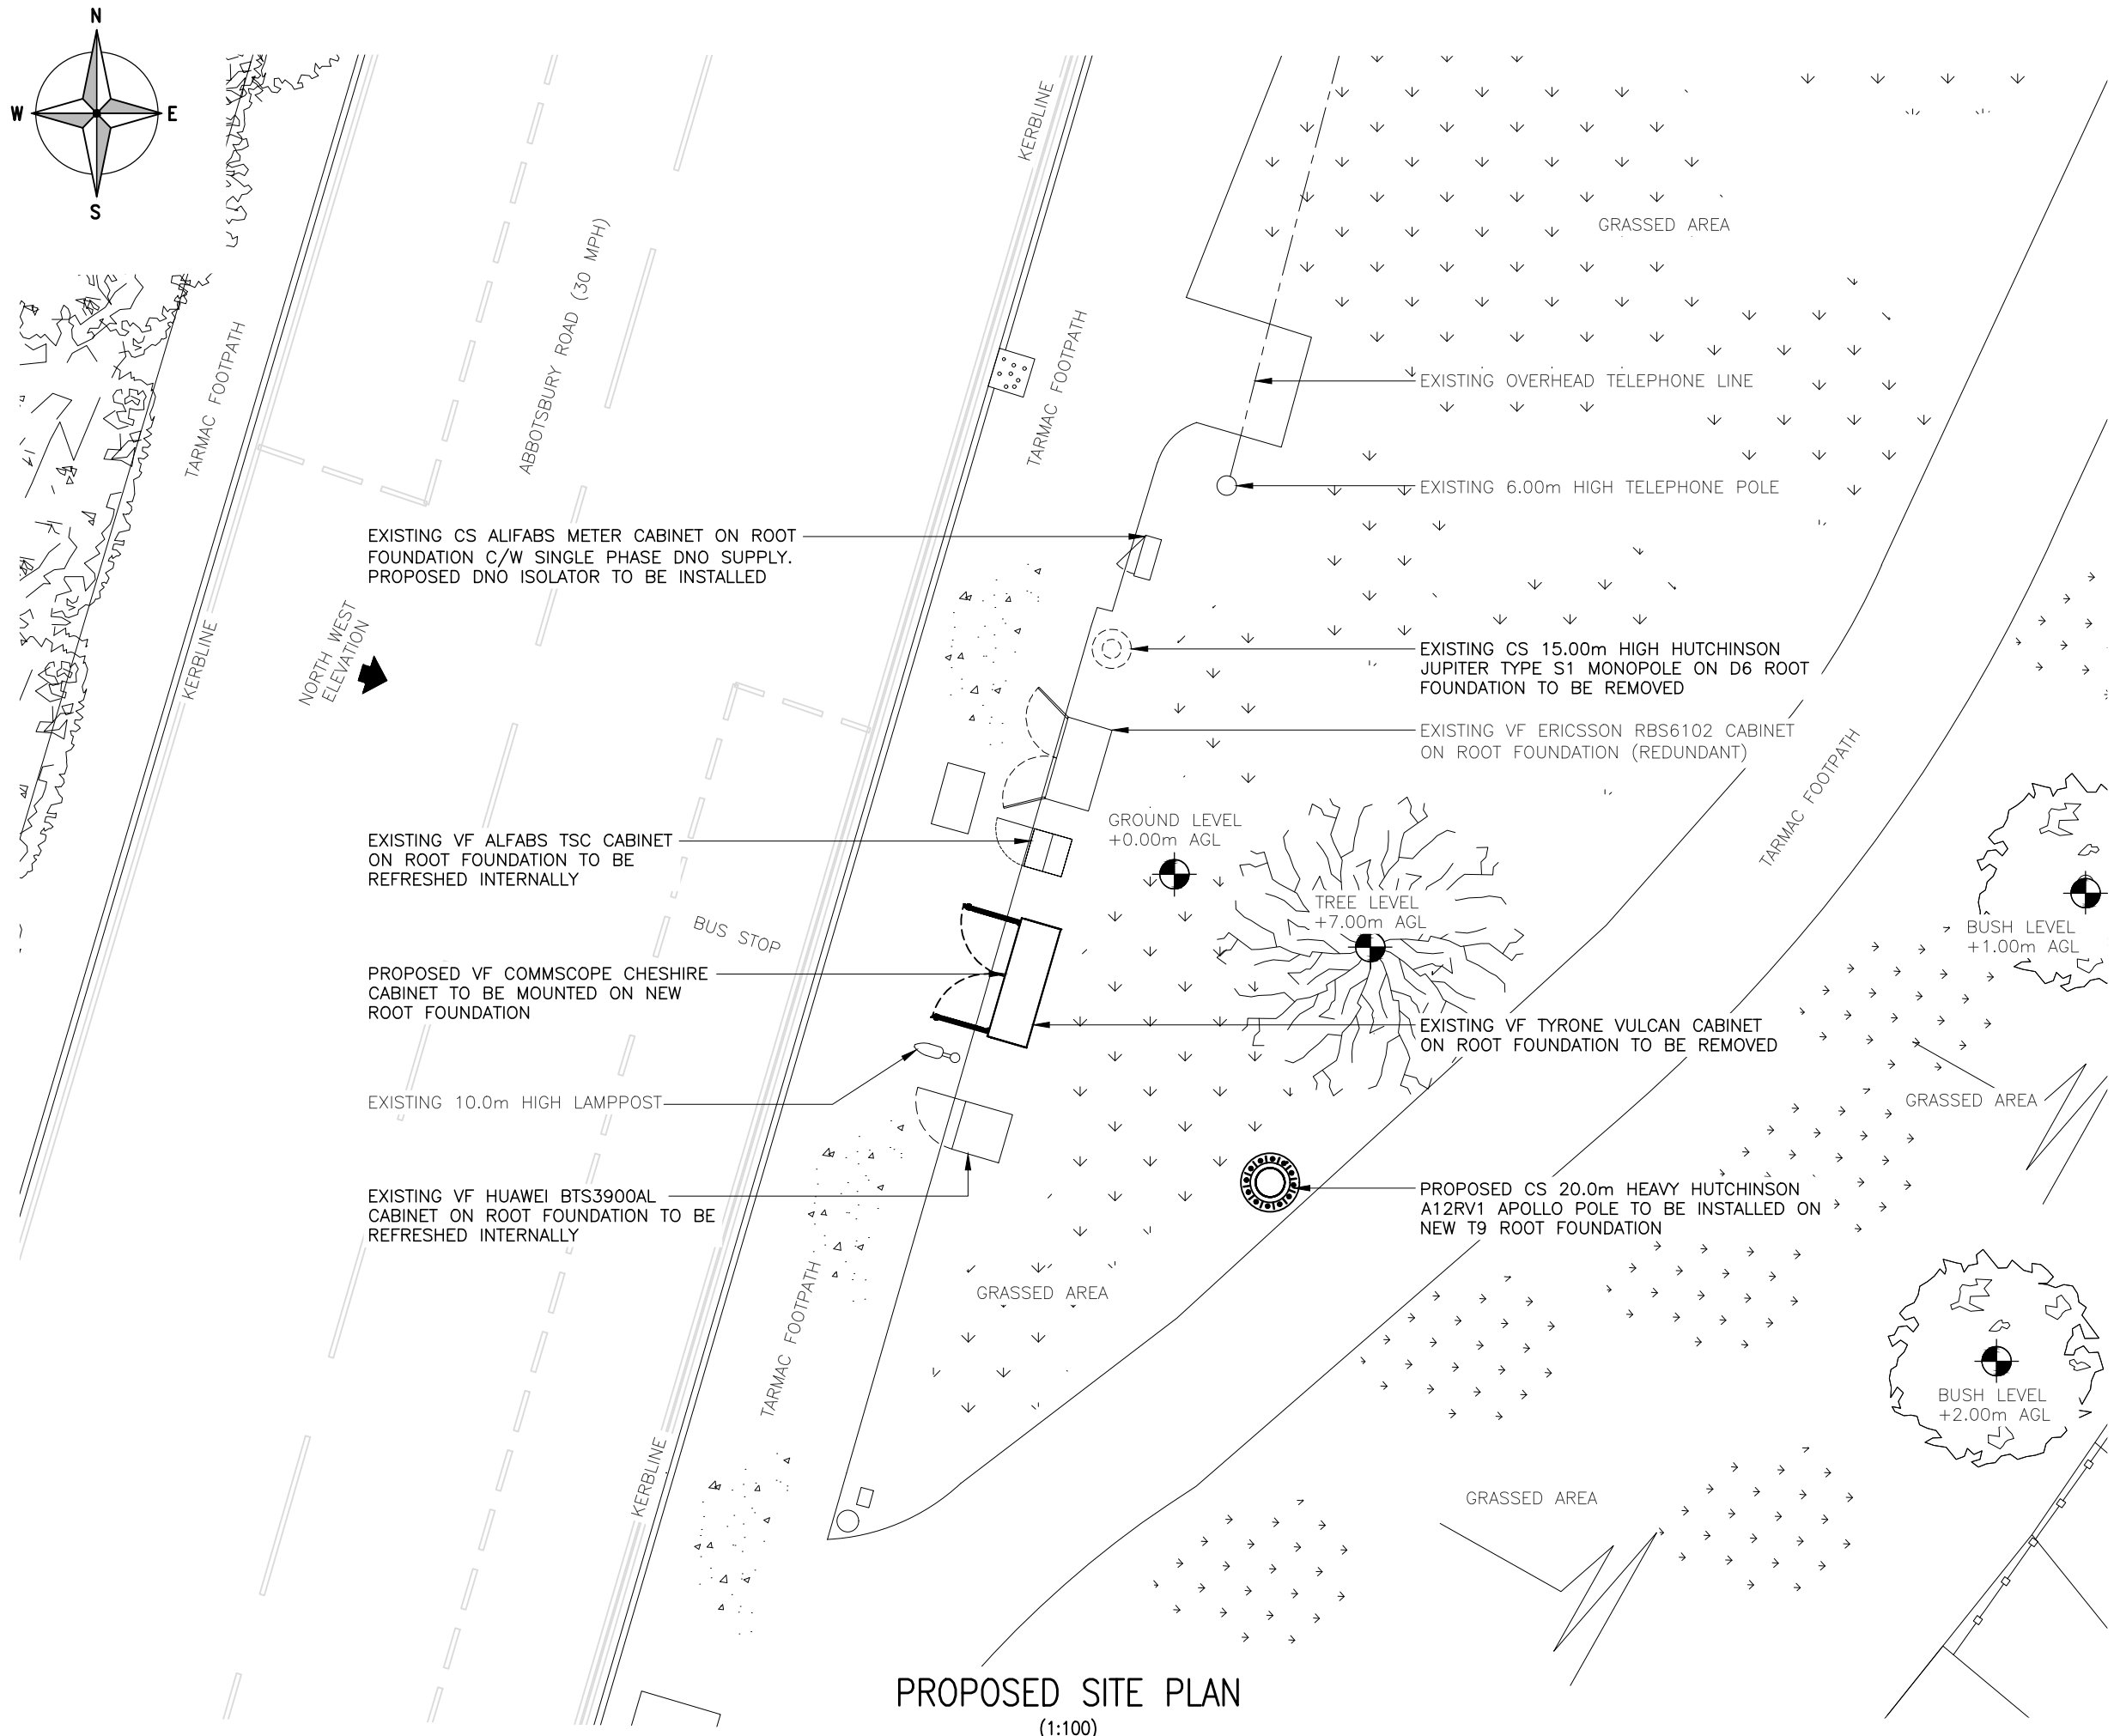 N
W
E
S
KERBLINE
GRASSED AREA
ABBOTSBURY ROAD (30 MPH)
TARMAC FOOTPATH
TARMAC FOOTPATH
EXISTING OVERHEAD TELEPHONE LINE
EXISTING 6.00m HIGH TELEPHONE POLE
EXISTING CS ALIFABS METER CABINET ON ROOT
FOUNDATION C/W SINGLE PHASE DNO SUPPLY.
PROPOSED DNO ISOLATOR TO BE INSTALLED
NORTH WEST
ELEVATION
KERBLINE
EXISTING CS 15.00m HIGH HUTCHINSON
JUPITER TYPE S1 MONOPOLE ON D6 ROOT
FOUNDATION TO BE REMOVED
EXISTING VF ERICSSON RBS6102 CABINET
ON ROOT FOUNDATION (REDUNDANT)
TARMAC FOOTPATH
GROUND LEVEL
+0.00m AGL
EXISTING VF ALFABS TSC CABINET
ON ROOT FOUNDATION TO BE
REFRESHED INTERNALLY
TREE LEVEL
+7.00m AGL
BUS STOP
BUSH LEVEL
+1.00m AGL
PROPOSED VF COMMSCOPE CHESHIRE
CABINET TO BE MOUNTED ON NEW
ROOT FOUNDATION
EXISTING VF TYRONE VULCAN CABINET
ON ROOT FOUNDATION TO BE REMOVED
EXISTING 10.0m HIGH LAMPPOST
GRASSED AREA
EXISTING VF HUAWEI BTS3900AL
CABINET ON ROOT FOUNDATION TO BE
REFRESHED INTERNALLY
PROPOSED CS 20.0m HEAVY HUTCHINSON
A12RV1 APOLLO POLE TO BE INSTALLED ON
NEW T9 ROOT FOUNDATION
GRASSED AREA
TARMAC FOOTPATH
BUSH LEVEL
+2.00m AGL
KERBLINE
GRASSED AREA
PROPOSED SITE PLAN
(1:100)